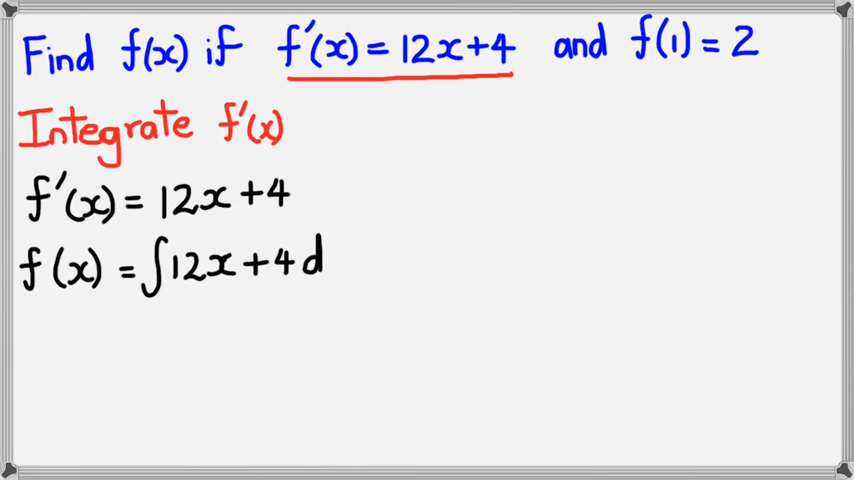 Find f(x) if f'(x) = 12x+4 and f(1) = 2
Integrate f'(x)
f'(x) = 12x +4
f(x) = ∫12x +4 d